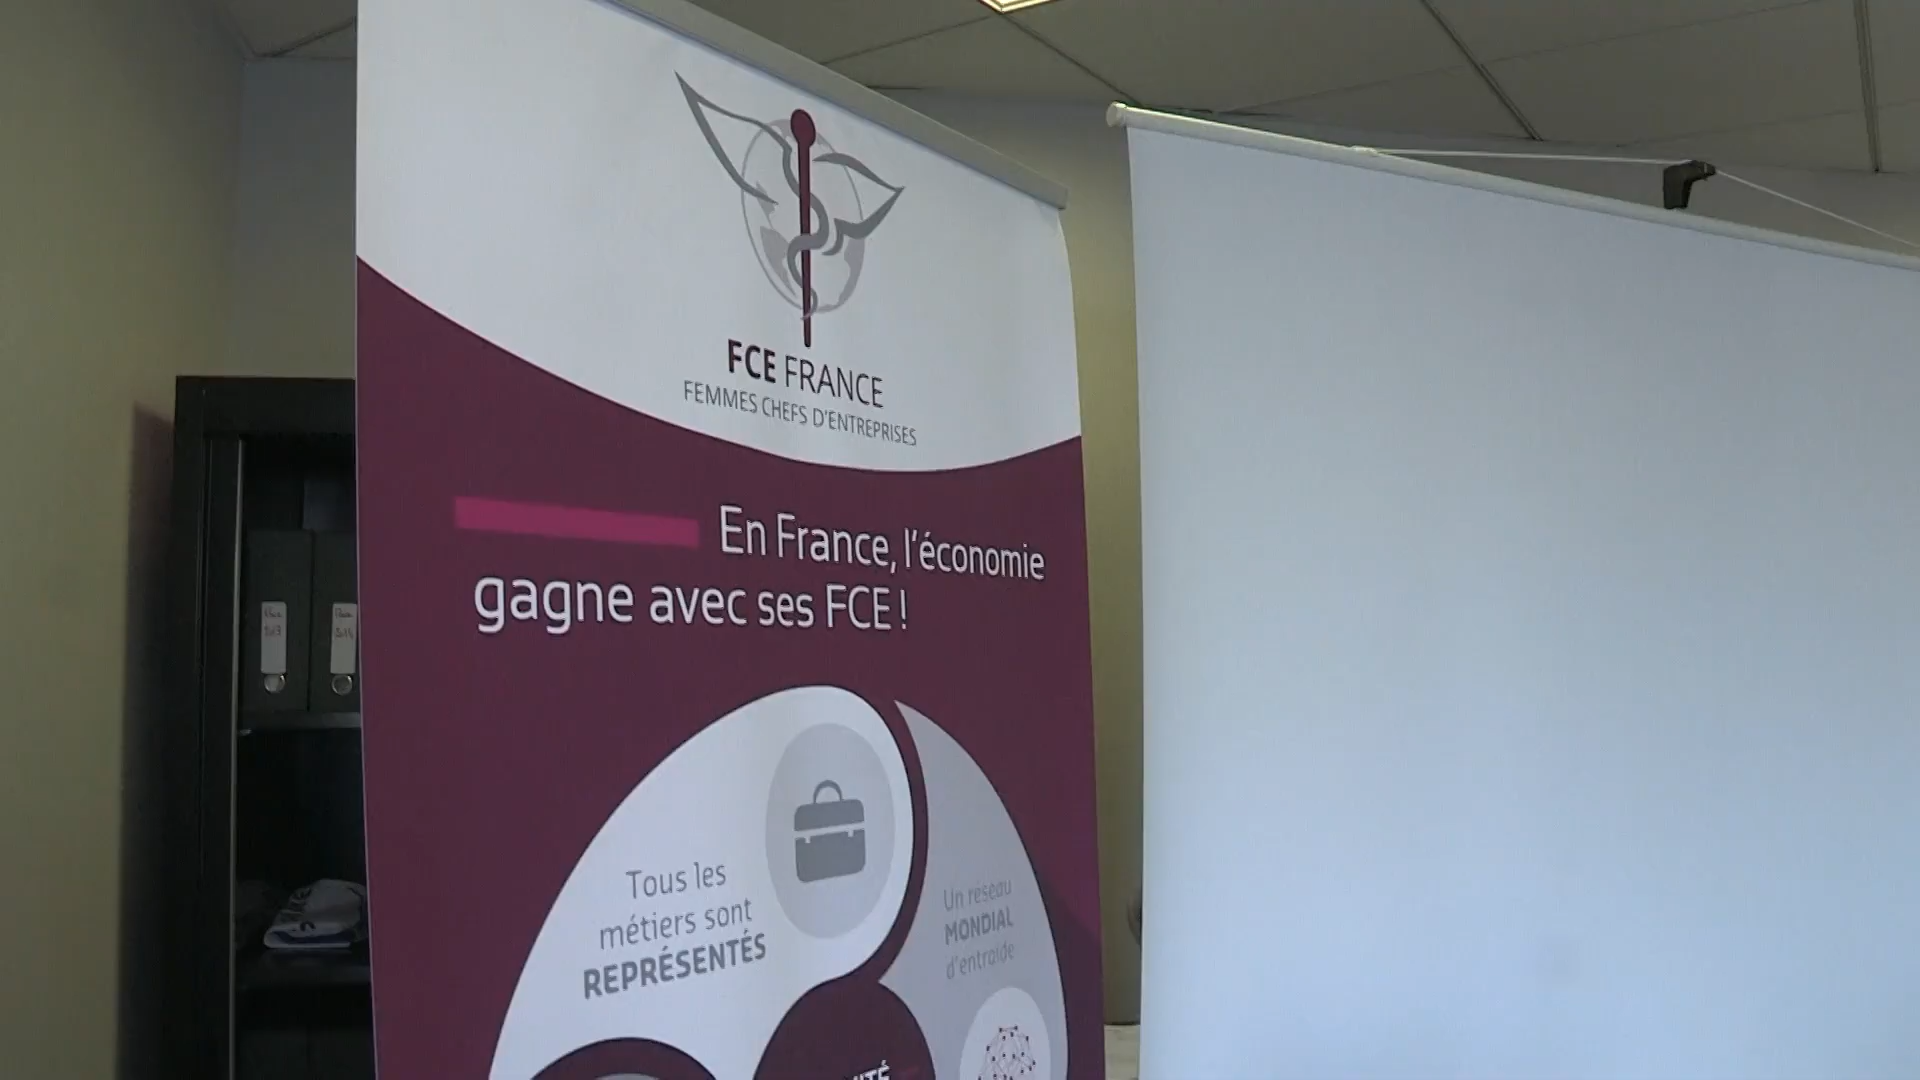 FCE FRANCE
FEMMES CHEFS D'ENTREPRISES
En France, l'économie
gagne avec ses FCE !
Tous les
métiers sont
REPRÉSENTÉS
Un réseau
MONDIAL
d'entraide